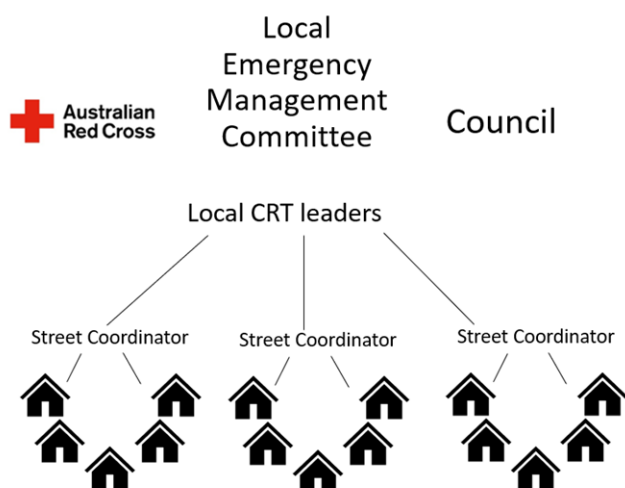 Local
Emergency
Management
Committee
Australian
Red Cross
Council
Local CRT leaders
Street Coordinator
Street Coordinator
Street Coordinator